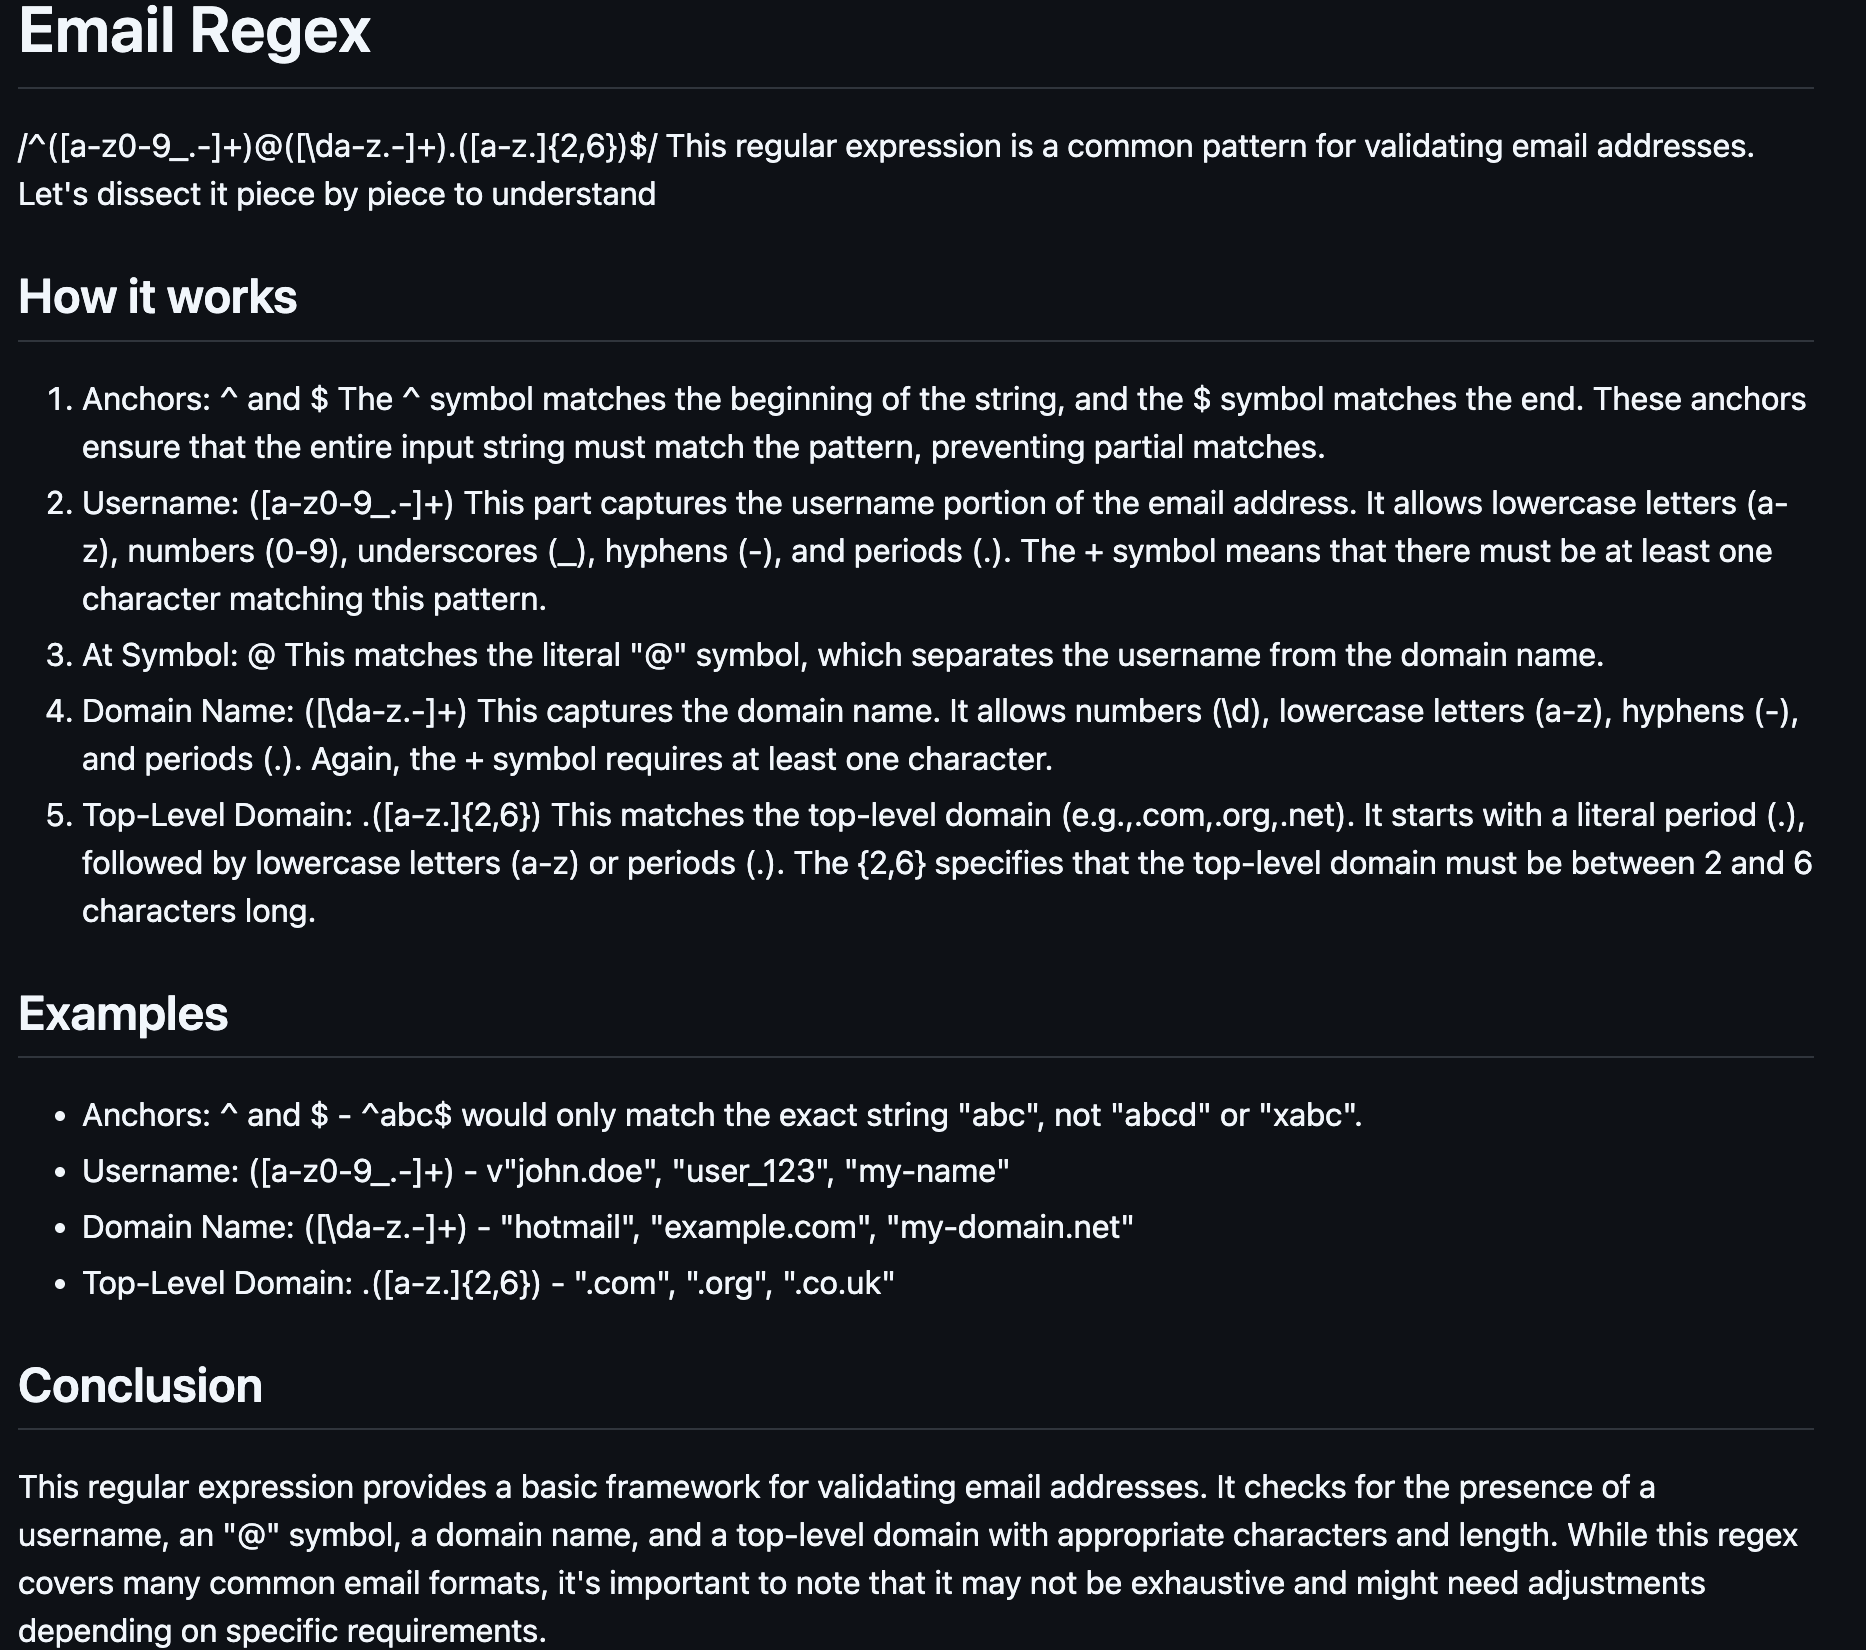 Email Regex
/^([a-z0-9_.-]+)@([\da-z.-]+).([a-z.]{2,6})$/ This regular expression is a common pattern for validating email addresses.
Let's dissect it piece by piece to understand
How it works
1. Anchors: ^ and $ The ^ symbol matches the beginning of the string, and the $ symbol matches the end. These anchors
ensure that the entire input string must match the pattern, preventing partial matches.
2. Username: ([a-z0-9_.-]+) This part captures the username portion of the email address. It allows lowercase letters (a-
z), numbers (0-9), underscores (_), hyphens (-), and periods (.). The + symbol means that there must be at least one
character matching this pattern.
3. At Symbol: @ This matches the literal "@" symbol, which separates the username from the domain name.
4. Domain Name: ([\da-z.-]+) This captures the domain name. It allows numbers (\d), lowercase letters (a-z), hyphens (-),
and periods (.). Again, the + symbol requires at least one character.
5. Top-Level Domain: .([a-z.]{2,6}) This matches the top-level domain (e.g.,.com,.org,.net). It starts with a literal period (.),
followed by lowercase letters (a-z) or periods (.). The {2,6} specifies that the top-level domain must be between 2 and 6
characters long.
Examples
• Anchors: ^ and $ - ^abc$ would only match the exact string "abc", not "abcd" or "xabc".
• Username: ([a-z0-9_.-]+) - v"john.doe", "user_123", "my-name"
• Domain Name: ([\da-z.-]+) - "hotmail", "example.com", "my-domain.net"
• Top-Level Domain: .([a-z.]{2,6}) - ".com", ".org", ".co.uk"
Conclusion
This regular expression provides a basic framework for validating email addresses. It checks for the presence of a
username, an "@" symbol, a domain name, and a top-level domain with appropriate characters and length. While this regex
covers many common email formats, it's important to note that it may not be exhaustive and might need adjustments
depending on specific requirements.